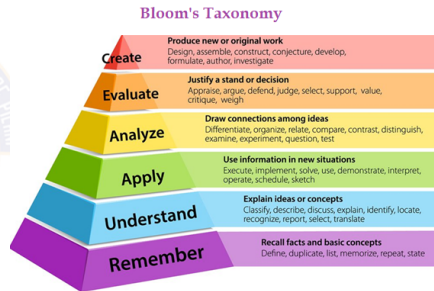 Bloom's Taxonomy
Create
Produce new or original work
Design, assemble, construct, conjecture, develop,
formulate, author, investigate
Evaluate
Justify a stand or decision
Appraise, argue, defend, judge, select, support, value,
critique, weigh
Analyze
Draw connections among ideas
Differentiate, organize, relate, compare, contrast, distinguish,
examine, experiment, question, test
Apply
Use information in new situations
Execute, implement, solve, use, demonstrate, interpret,
operate, schedule, sketch
Understand
Explain ideas or concepts
Classify, describe, discuss, explain, identify, locate,
recognize, report, select, translate
Remember
Recall facts and basic concepts
Define, duplicate, list, memorize, repeat, state